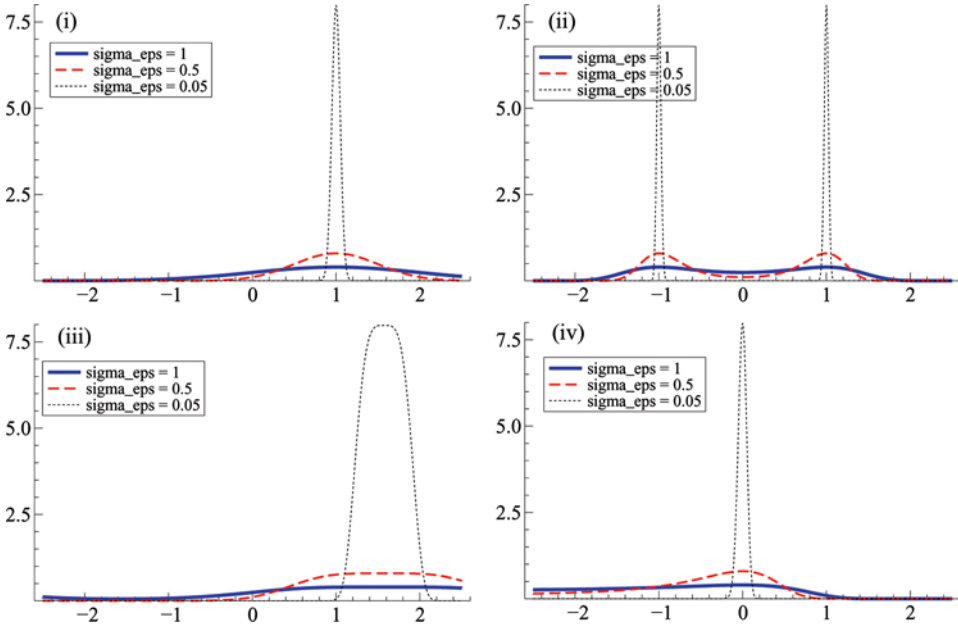 (i)
7.5
5.0
2.5
sigma_eps = 1
sigma_eps = 0.5
sigma_eps = 0.05
−2 −1 0 1 2
(ii)
7.5
5.0
2.5
sigma_eps = 1
sigma_eps = 0.5
sigma_eps = 0.05
−2 −1 0 1 2
(iii)
7.5
5.0
2.5
sigma_eps = 1
sigma_eps = 0.5
sigma_eps = 0.05
−2 −1 0 1 2
(iv)
7.5
5.0
2.5
sigma_eps = 1
sigma_eps = 0.5
sigma_eps = 0.05
−2 −1 0 1 2